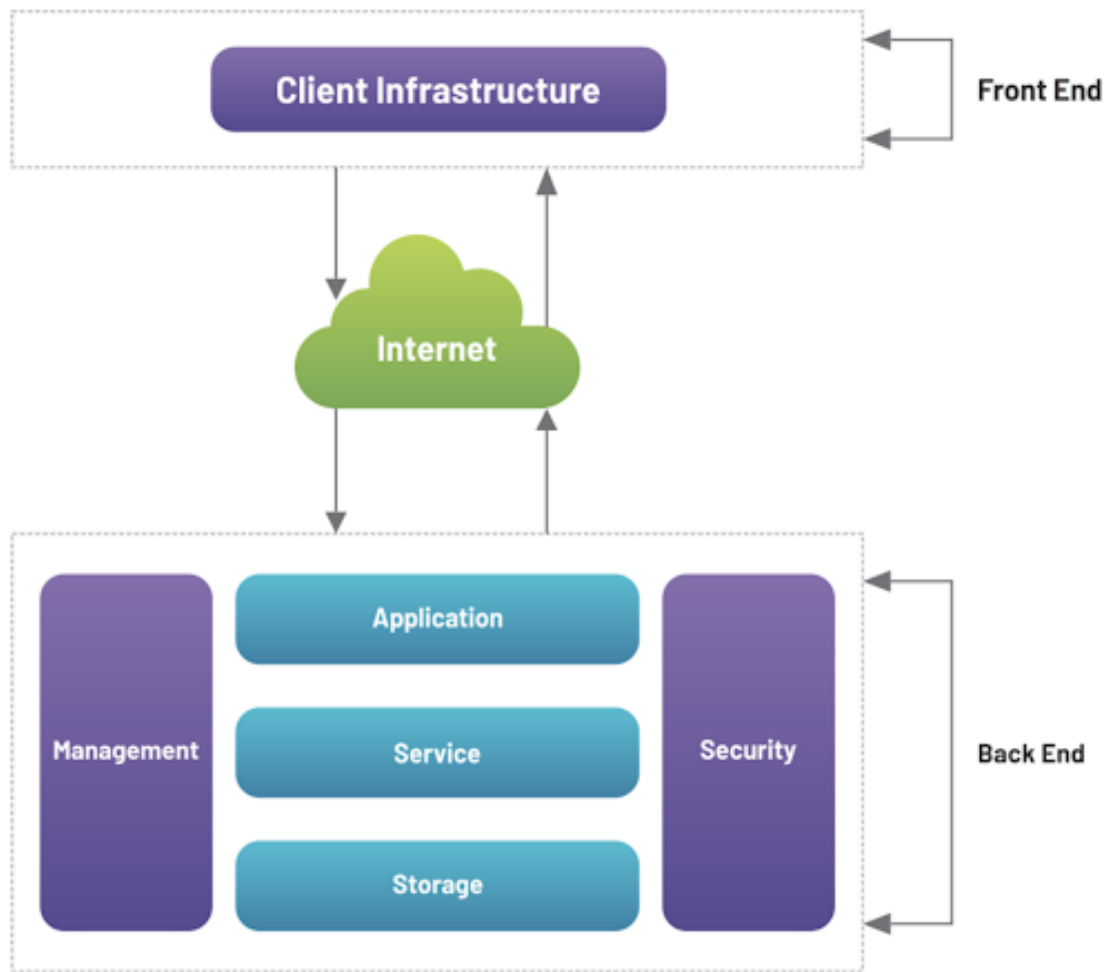 Client Infrastructure
Front End
Internet
Application
Management
Service
Security
Back End
Storage